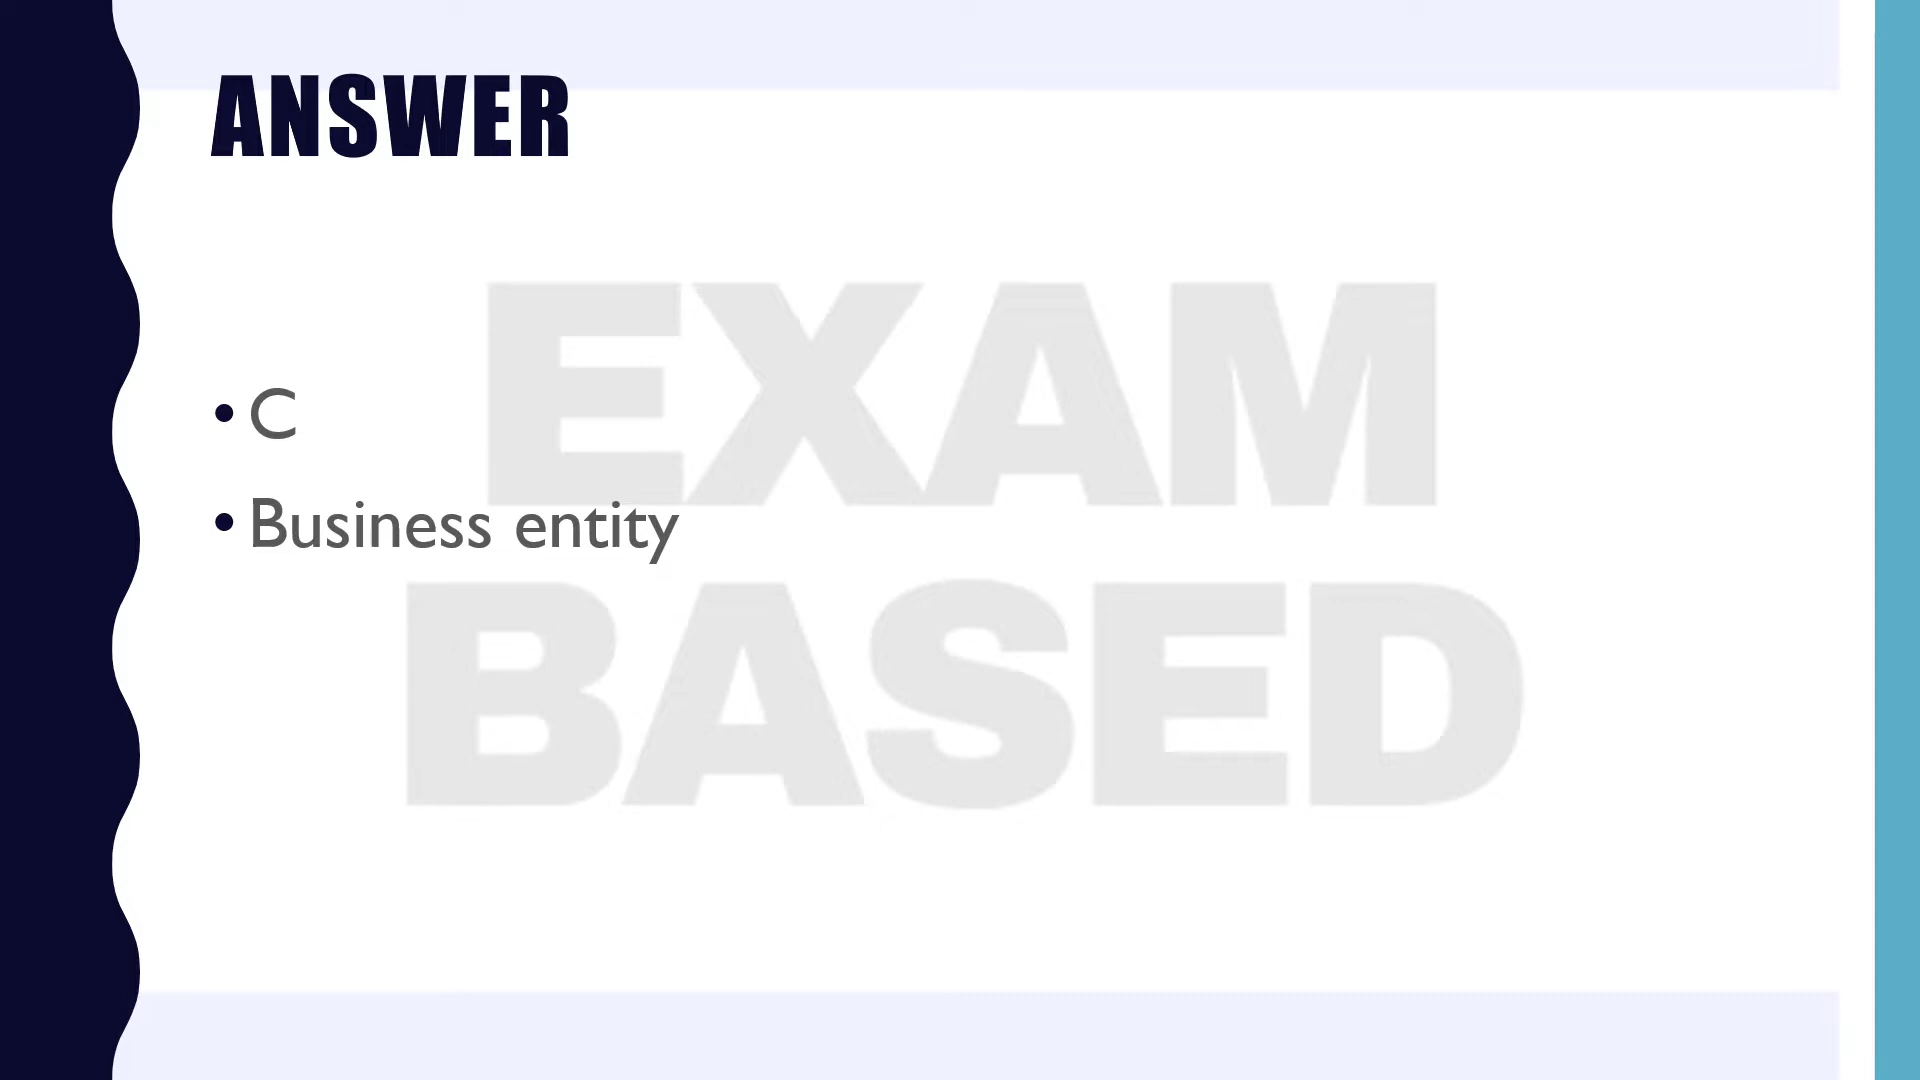 ANSWER
• C
• Business entity
EXAM
BASED